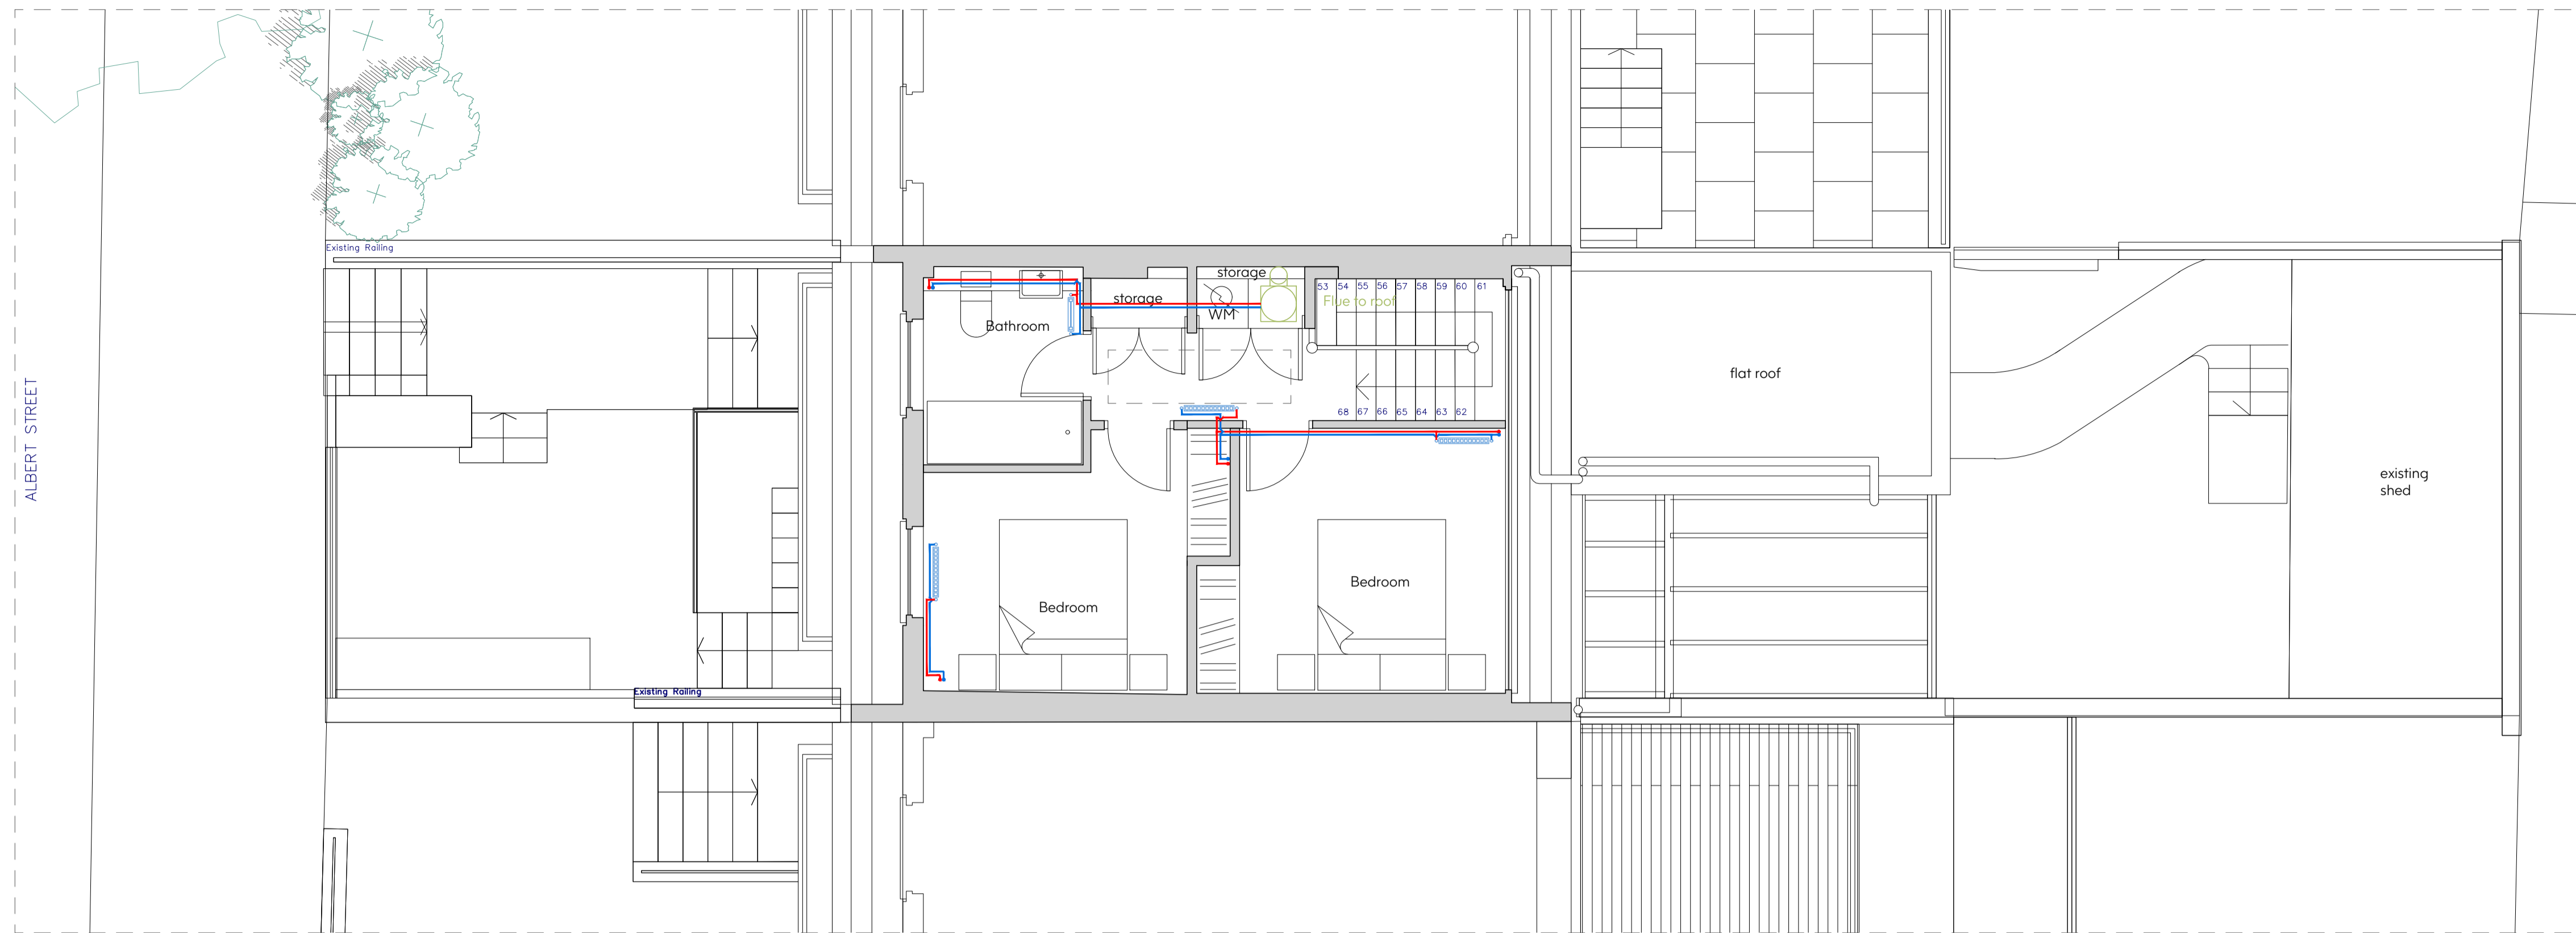 Existing Railing
storage
53 54 55 56 57 58 59 60 61
storage
Flue to roof
WM
Bathroom
flat roof
ALBERT STREET
68 67 66 65 64 63 62
existing
shed
Bedroom
Bedroom
Existing Railing